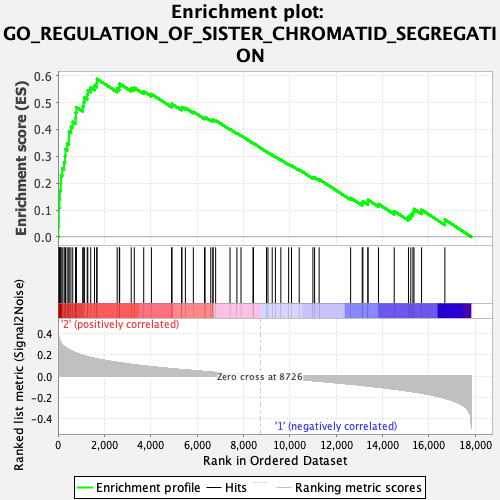 Enrichment plot:
GO_REGULATION_OF_SISTER_CHROMATID_SEGREGATI
ON
Enrichment score (ES)
0.6
0.5
0.4
0.3
0.2
0.1
0.0
'2' (positively correlated)
Ranked list metric (Signal2Noise)
0.4
0.2
0.0
-0.2
-0.4
Zero cross at 8726
'1' (negatively correlated)
0
2,000
4,000
6,000
8,000
10,000
12,000
14,000
16,000
18,000
Rank in Ordered Dataset
Enrichment profile
Hits
Ranking metric scores